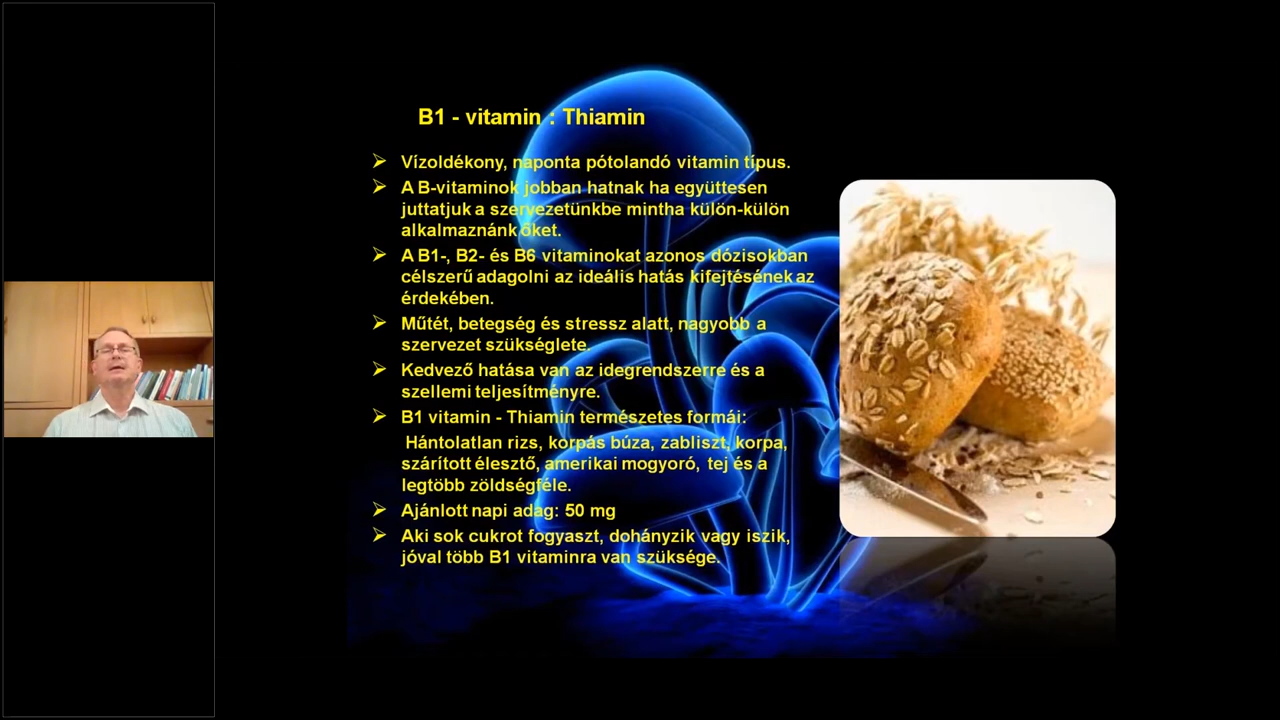 B1 - vitamin : Thiamin
➢ Vízoldékony, naponta pótolandó vitamin típus.
➢ A B-vitaminok jobban hatnak ha együttesen
juttatjuk a szervezetünkbe mintha külön-külön
alkalmaznánk őket.
➢ A B1-, B2- és B6 vitaminokat azonos dózisokban
célszerű adagolni az ideális hatás kifejtésének az
érdekében.
➢ Műtét, betegség és stressz alatt, nagyobb a
szervezet szükséglete.
➢ Kedvező hatása van az idegrendszerre és a
szellemi teljesítményre.
➢ B1 vitamin - Thiamin természetes formái:
Hántolatlan rizs, korpás búza, zabliszt, korpa,
szárított élesztő, amerikai mogyoró, tej és a
legtöbb zöldségféle.
➢ Ajánlott napi adag: 50 mg
➢ Aki sok cukrot fogyaszt, dohányzik vagy iszik,
jóval több B1 vitaminra van szüksége.